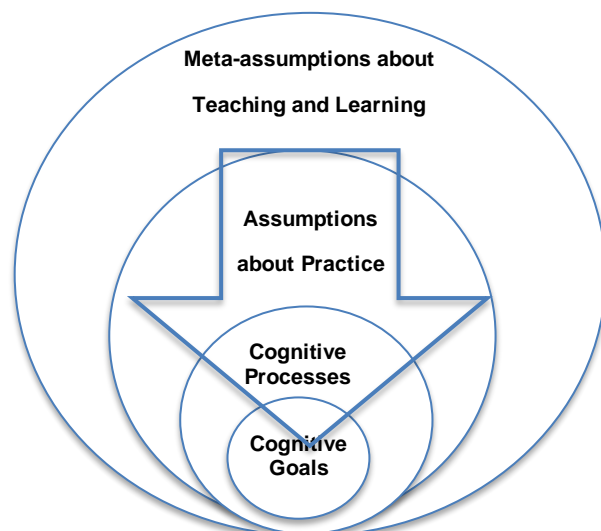 Meta-assumptions about
Teaching and Learning
Assumptions
about Practice
Cognitive
Processes
Cognitive
Goals